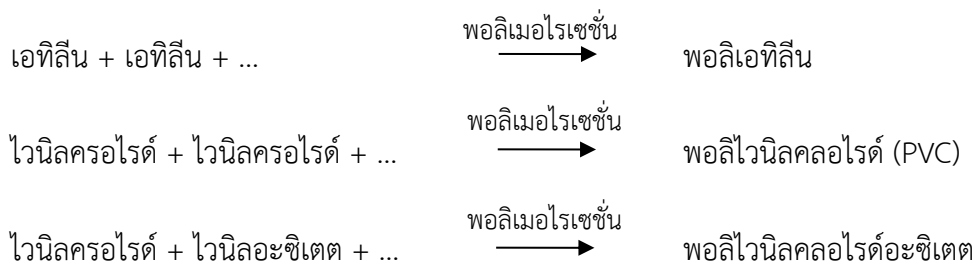 พอลิเมอไรเซชั่น
เอทิลีน + เอทิลีน + ... พอลิเอทิลีน
พอลิเมอไรเซชั่น
ไวนิลครอไรด์ + ไวนิลครอไรด์ + ... พอลิไวนิลคลอไรด์ (PVC)
พอลิเมอไรเซชั่น
ไวนิลครอไรด์ + ไวนิลอะซิเตต + ... พอลิไวนิลคลอไรด์อะซิเตต